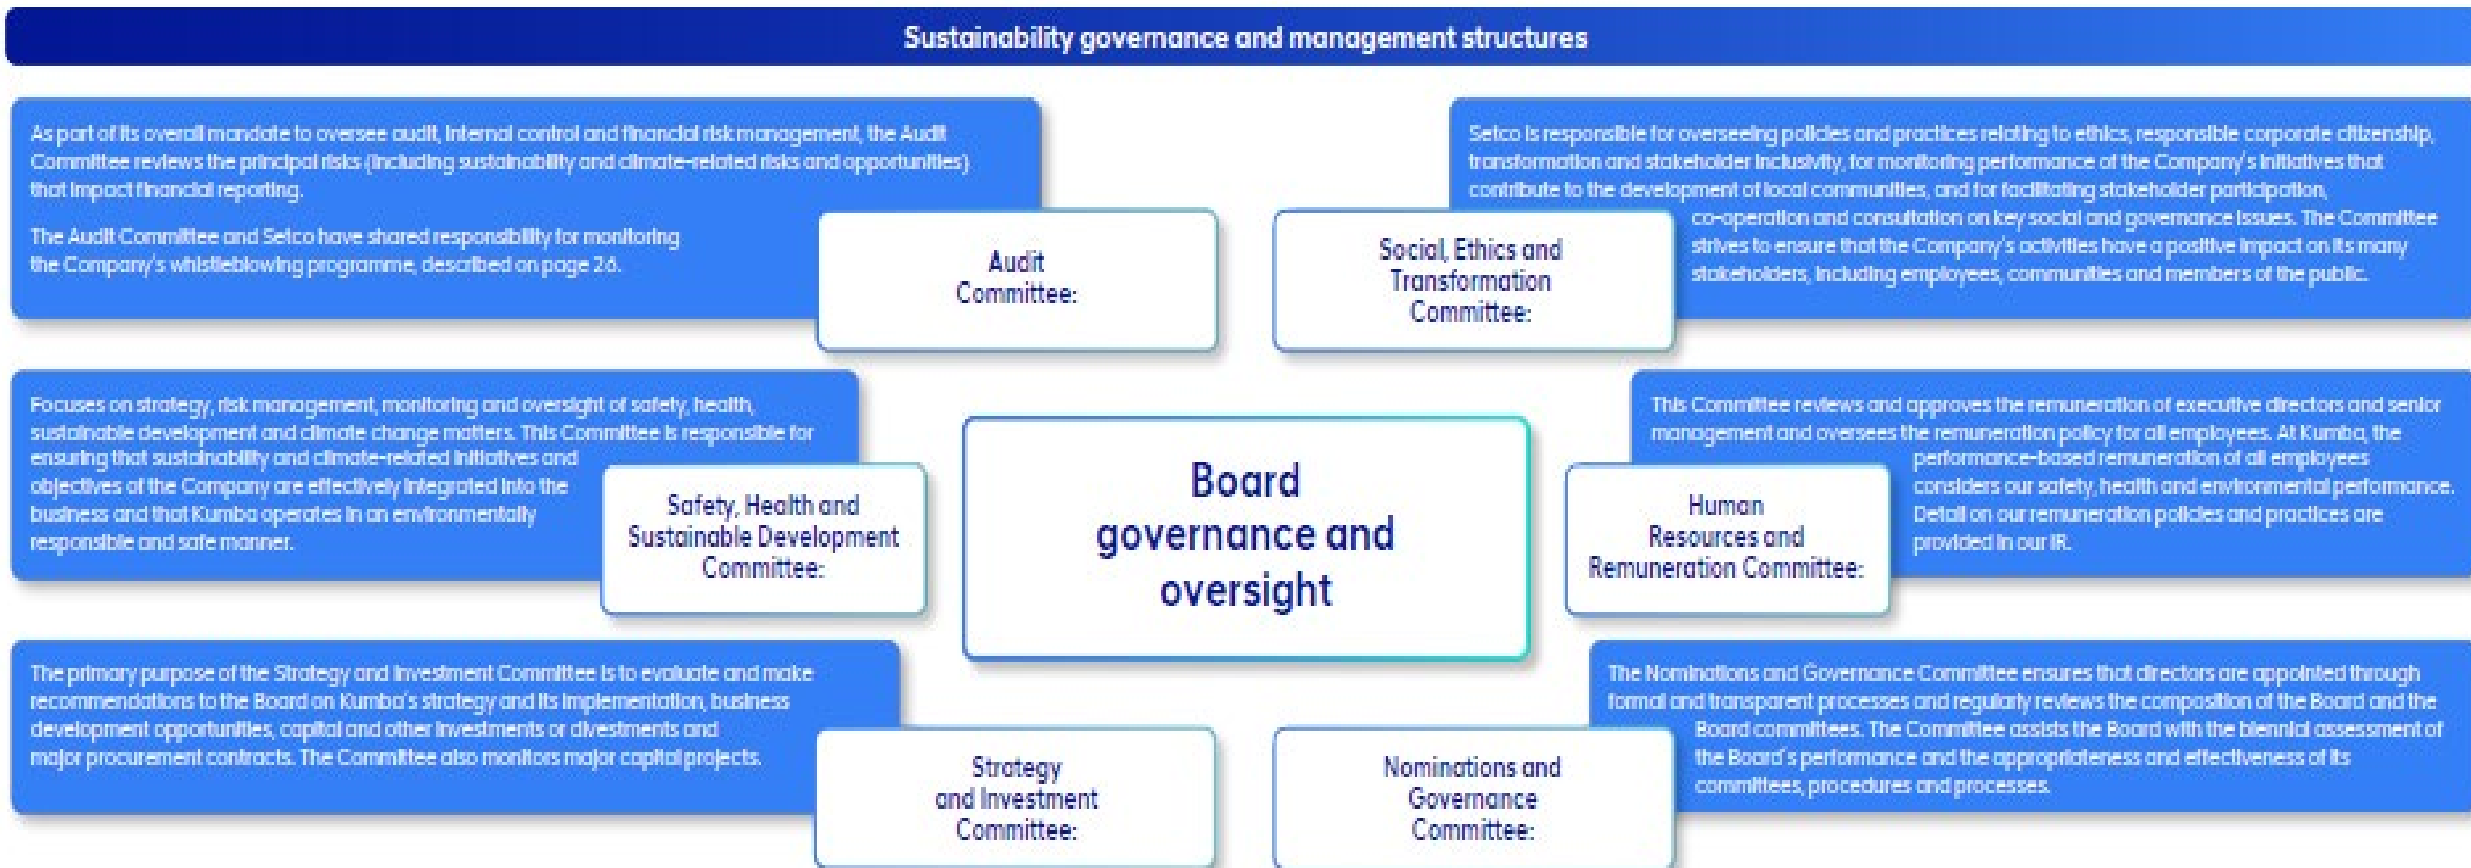 Sustainability governance and management structures
As part of its overall mandate to oversee audit, internal control and financial risk management, the Audit
Committee reviews the principal risks (including sustainability and climate-related risks and opportunities)
that impact financial reporting.
The Audit Committee and Setco have shared responsibility for monitoring
the Company's whistleblowing programme, described on page 26.
Audit
Committee:
Setco is responsible for overseeing policies and practices relating to ethics, responsible corporate citizenship,
transformation and stakeholder inclusivity, for monitoring performance of the Company's initiatives that
contribute to the development of local communities, and for facilitating stakeholder participation,
co-operation and consultation on key social and governance issues. The Committee
strives to ensure that the Company's activities have a positive impact on its many
stakeholders, including employees, communities and members of the public.
Social, Ethics and
Transformation
Committee:
Focuses on strategy, risk management, monitoring and oversight of safety, health,
sustainable development and climate change matters. This Committee is responsible for
ensuring that sustainability and climate-related initiatives and
objectives of the Company are effectively integrated into the
business and that Kumba operates in an environmentally
responsible and safe manner.
Safety, Health and
Sustainable Development
Committee:
Board
governance and
oversight
This Committee reviews and approves the remuneration of executive directors and senior
management and oversees the remuneration policy for all employees. At Kumba, the
performance-based remuneration of all employees
considers our safety, health and environmental performance.
Detail on our remuneration policies and practices are
provided in our IR.
Human
Resources and
Remuneration Committee:
The primary purpose of the Strategy and Investment Committee is to evaluate and make
recommendations to the Board on Kumba's strategy and its implementation, business
development opportunities, capital and other investments or divestments and
major procurement contracts. The Committee also monitors major capital projects.
Strategy
and Investment
Committee:
The Nominations and Governance Committee ensures that directors are appointed through
formal and transparent processes and regularly reviews the composition of the Board and the
Board committees. The Committee assists the Board with the biennial assessment of
the Board's performance and the appropriateness and effectiveness of its
committees, procedures and processes.
Nominations and
Governance
Committee: